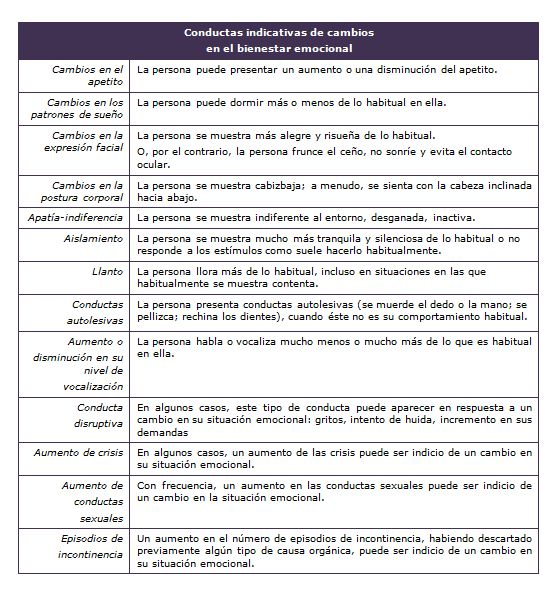 Conductas indicativas de cambios
en el bienestar emocional
Cambios en el
apetito
La persona puede presentar un aumento o una disminución del apetito.
Cambios en los
patrones de sueño
La persona puede dormir más o menos de lo habitual en ella.
Cambios en la
expresión facial
La persona se muestra más alegre y risueña de lo habitual.
O, por el contrario, la persona frunce el ceño, no sonríe y evita el contacto
ocular.
Cambios en la
postura corporal
La persona se muestra cabizbaja; a menudo, se sienta con la cabeza inclinada
hacia abajo.
Apatía-indiferencia
La persona se muestra indiferente al entorno, desganada, inactiva.
Aislamiento
La persona se muestra mucho más tranquila y silenciosa de lo habitual o no
responde a los estímulos como suele hacerlo habitualmente.
Llanto
La persona llora más de lo habitual, incluso en situaciones en las que
habitualmente se muestra contenta.
Conductas
autolesivas
La persona presenta conductas autolesivas (se muerde el dedo o la mano; se
pellizca; rechina los dientes), cuando éste no es su comportamiento habitual.
Aumento o
disminución en su
nivel de
vocalización
La persona habla o vocaliza mucho menos o mucho más de lo que es habitual
en ella.
Conducta
disruptiva
En algunos casos, este tipo de conducta puede aparecer en respuesta a un
cambio en su situación emocional: gritos, intento de huida, incremento en sus
demandas
Aumento de crisis
En algunos casos, un aumento de las crisis puede ser indicio de un cambio en
su situación emocional.
Aumento de
conductas
sexuales
Con frecuencia, un aumento en las conductas sexuales puede ser indicio de
un cambio en la situación emocional.
Episodios de
incontinencia
Un aumento en el número de episodios de incontinencia, habiendo descartado
previamente algún tipo de causa orgánica, puede ser indicio de un cambio en
su situación emocional.